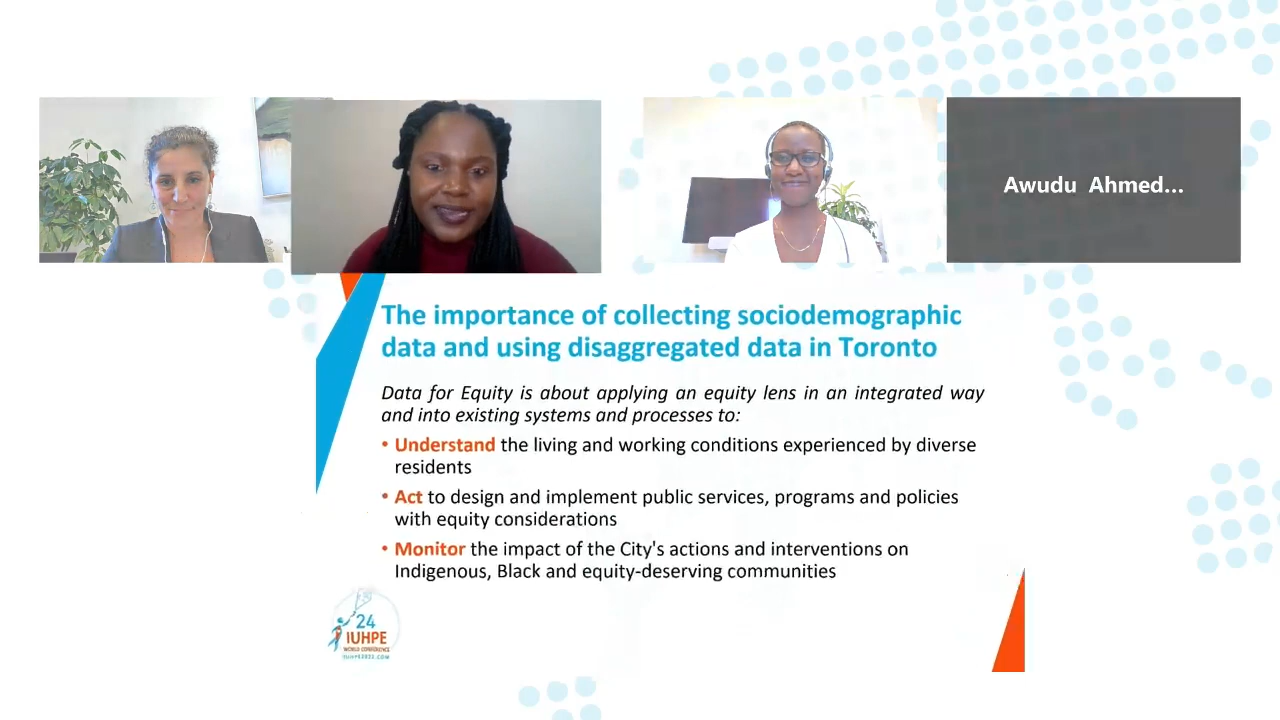 Awudu Ahmed...
The importance of collecting sociodemographic
data and using disaggregated data in Toronto
Data for Equity is about applying an equity lens in an integrated way
and into existing systems and processes to:
• Understand the living and working conditions experienced by diverse
residents
• Act to design and implement public services, programs and policies
with equity considerations
• Monitor the impact of the City's actions and interventions on
Indigenous, Black and equity-deserving communities
24
IUHPE
WORLD CONFERENCE